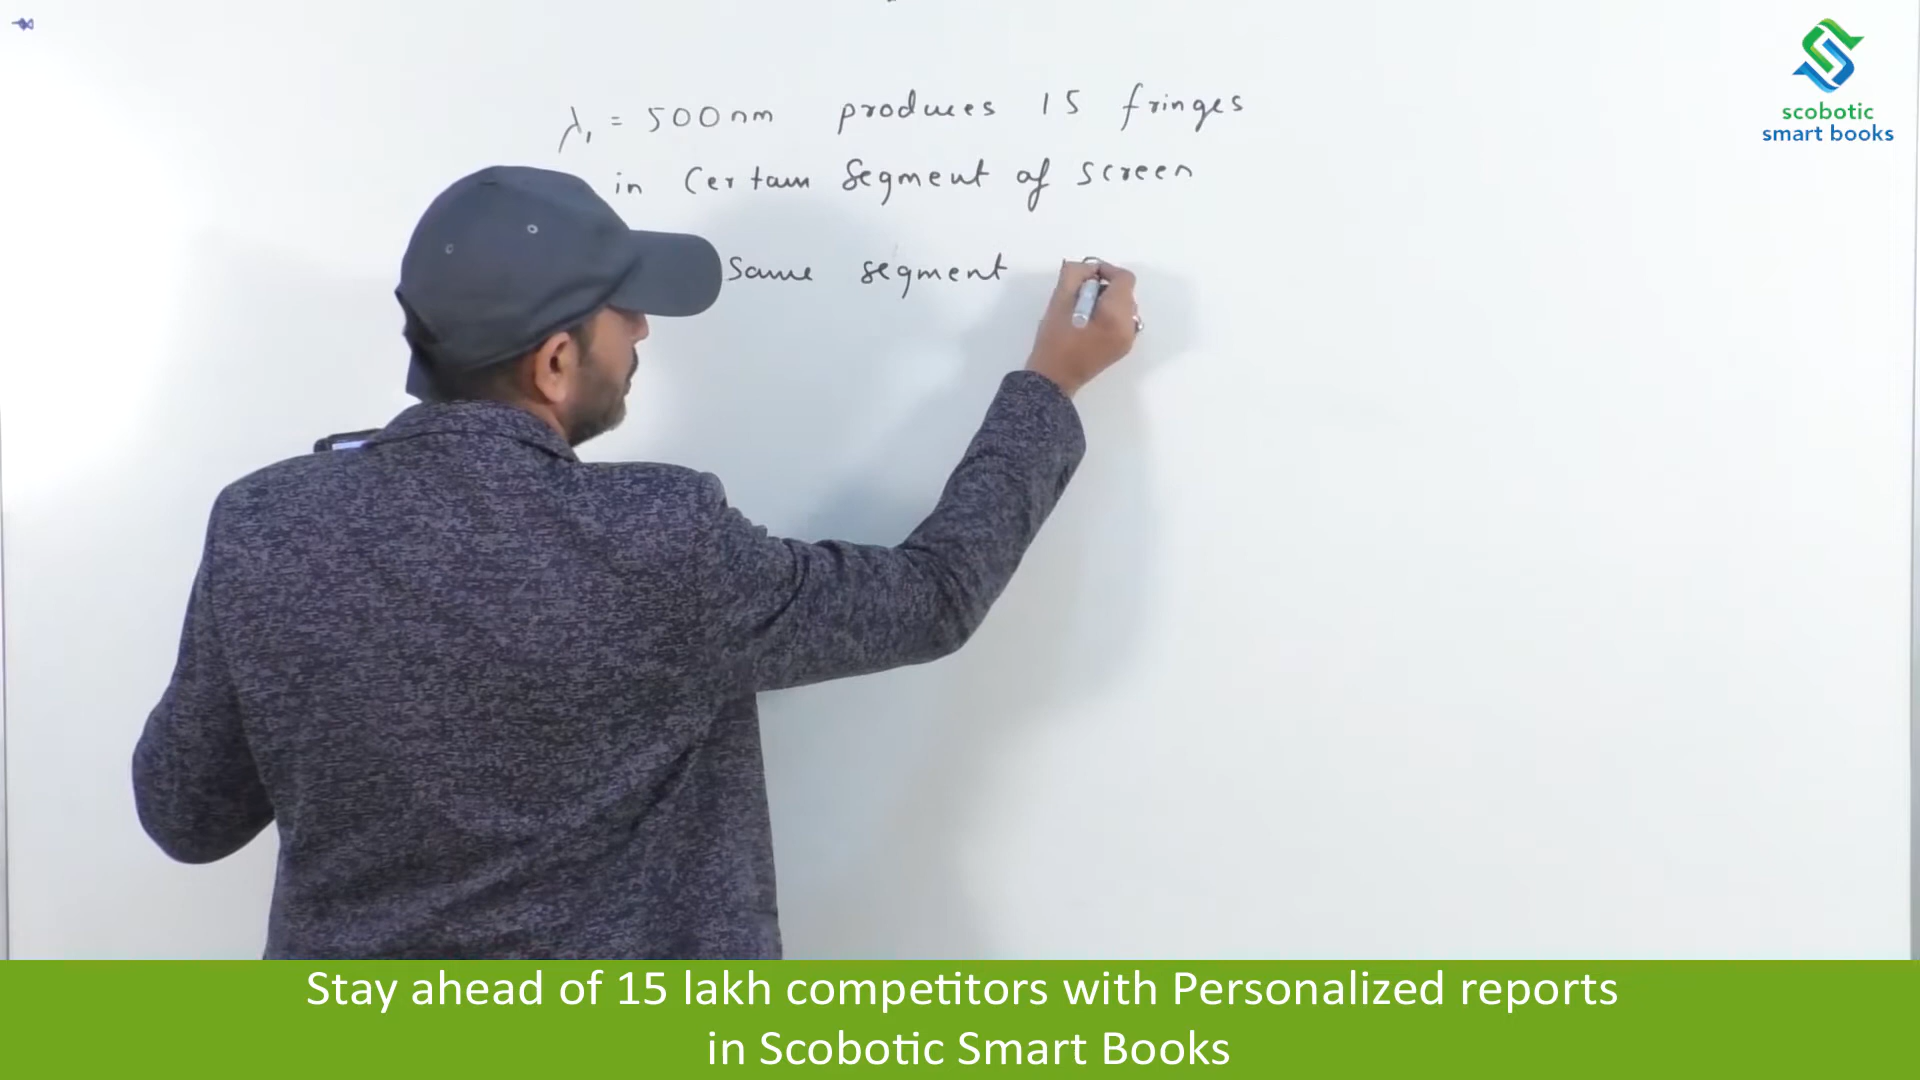 λ₁ = 500nm produces 15 fringes
in Certain Segment of screen
Same segment
scobotic
smart books
Stay ahead of 15 lakh competitors with Personalized reports
in Scobotic Smart Books